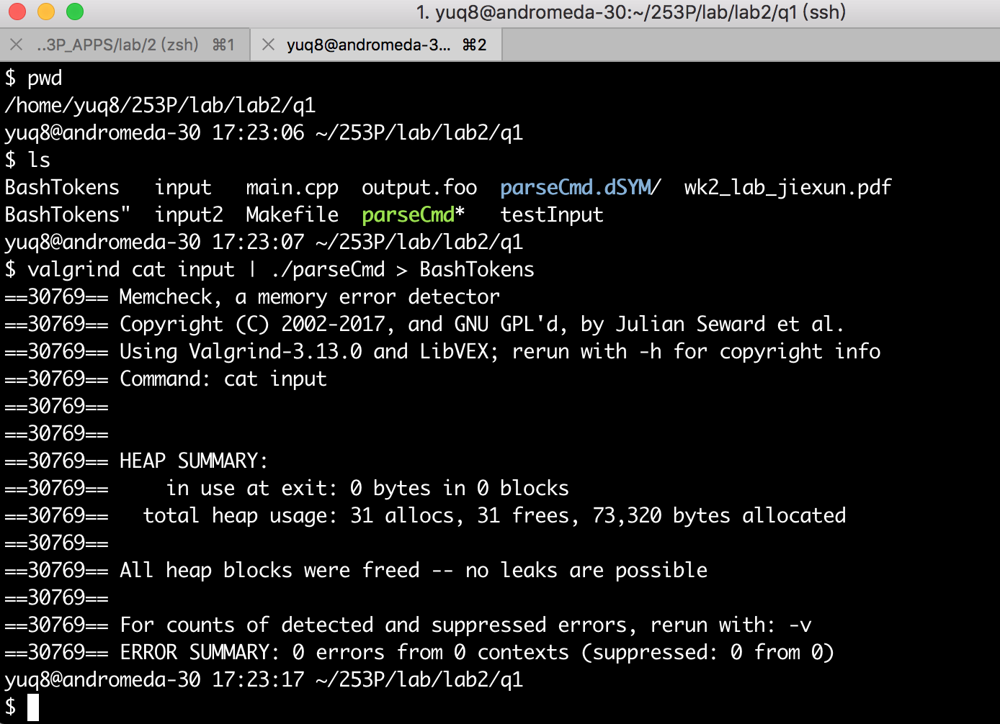 1. yuq8@andromeda-30:~/253P/lab/lab2/q1 (ssh)
..3P_APPS/lab/2 (zsh) ⌘1 yuq8@andromeda-3... ⌘2
$ pwd
/home/yuq8/253P/lab/lab2/q1
yuq8@andromeda-30 17:23:06 ~/253P/lab/lab2/q1
$ ls
BashTokens   input   main.cpp  output.foo  parseCmd.dSYM/  wk2_lab_jiexun.pdf
BashTokens"  input2  Makefile  parseCmd*   testInput
yuq8@andromeda-30 17:23:07 ~/253P/lab/lab2/q1
$ valgrind cat input | ./parseCmd > BashTokens
==30769== Memcheck, a memory error detector
==30769== Copyright (C) 2002-2017, and GNU GPL'd, by Julian Seward et al.
==30769== Using Valgrind-3.13.0 and LibVEX; rerun with -h for copyright info
==30769== Command: cat input
==30769==
==30769==
==30769== HEAP SUMMARY:
==30769==     in use at exit: 0 bytes in 0 blocks
==30769==   total heap usage: 31 allocs, 31 frees, 73,320 bytes allocated
==30769==
==30769== All heap blocks were freed -- no leaks are possible
==30769==
==30769== For counts of detected and suppressed errors, rerun with: -v
==30769== ERROR SUMMARY: 0 errors from 0 contexts (suppressed: 0 from 0)
yuq8@andromeda-30 17:23:17 ~/253P/lab/lab2/q1
$